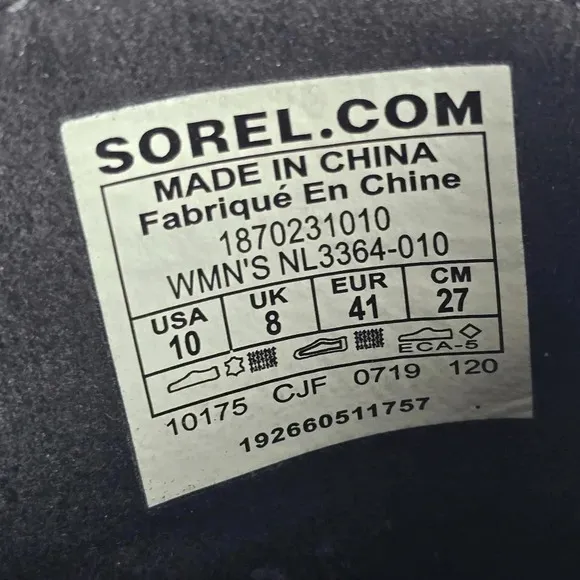 SOREL.COM
MADE IN CHINA
Fabriqué En Chine
1870231010
WMN'S NL3364-010
USA UK EUR CM
10 8 41 27
ECA-5
10175 CJF 0719 120
192660511757